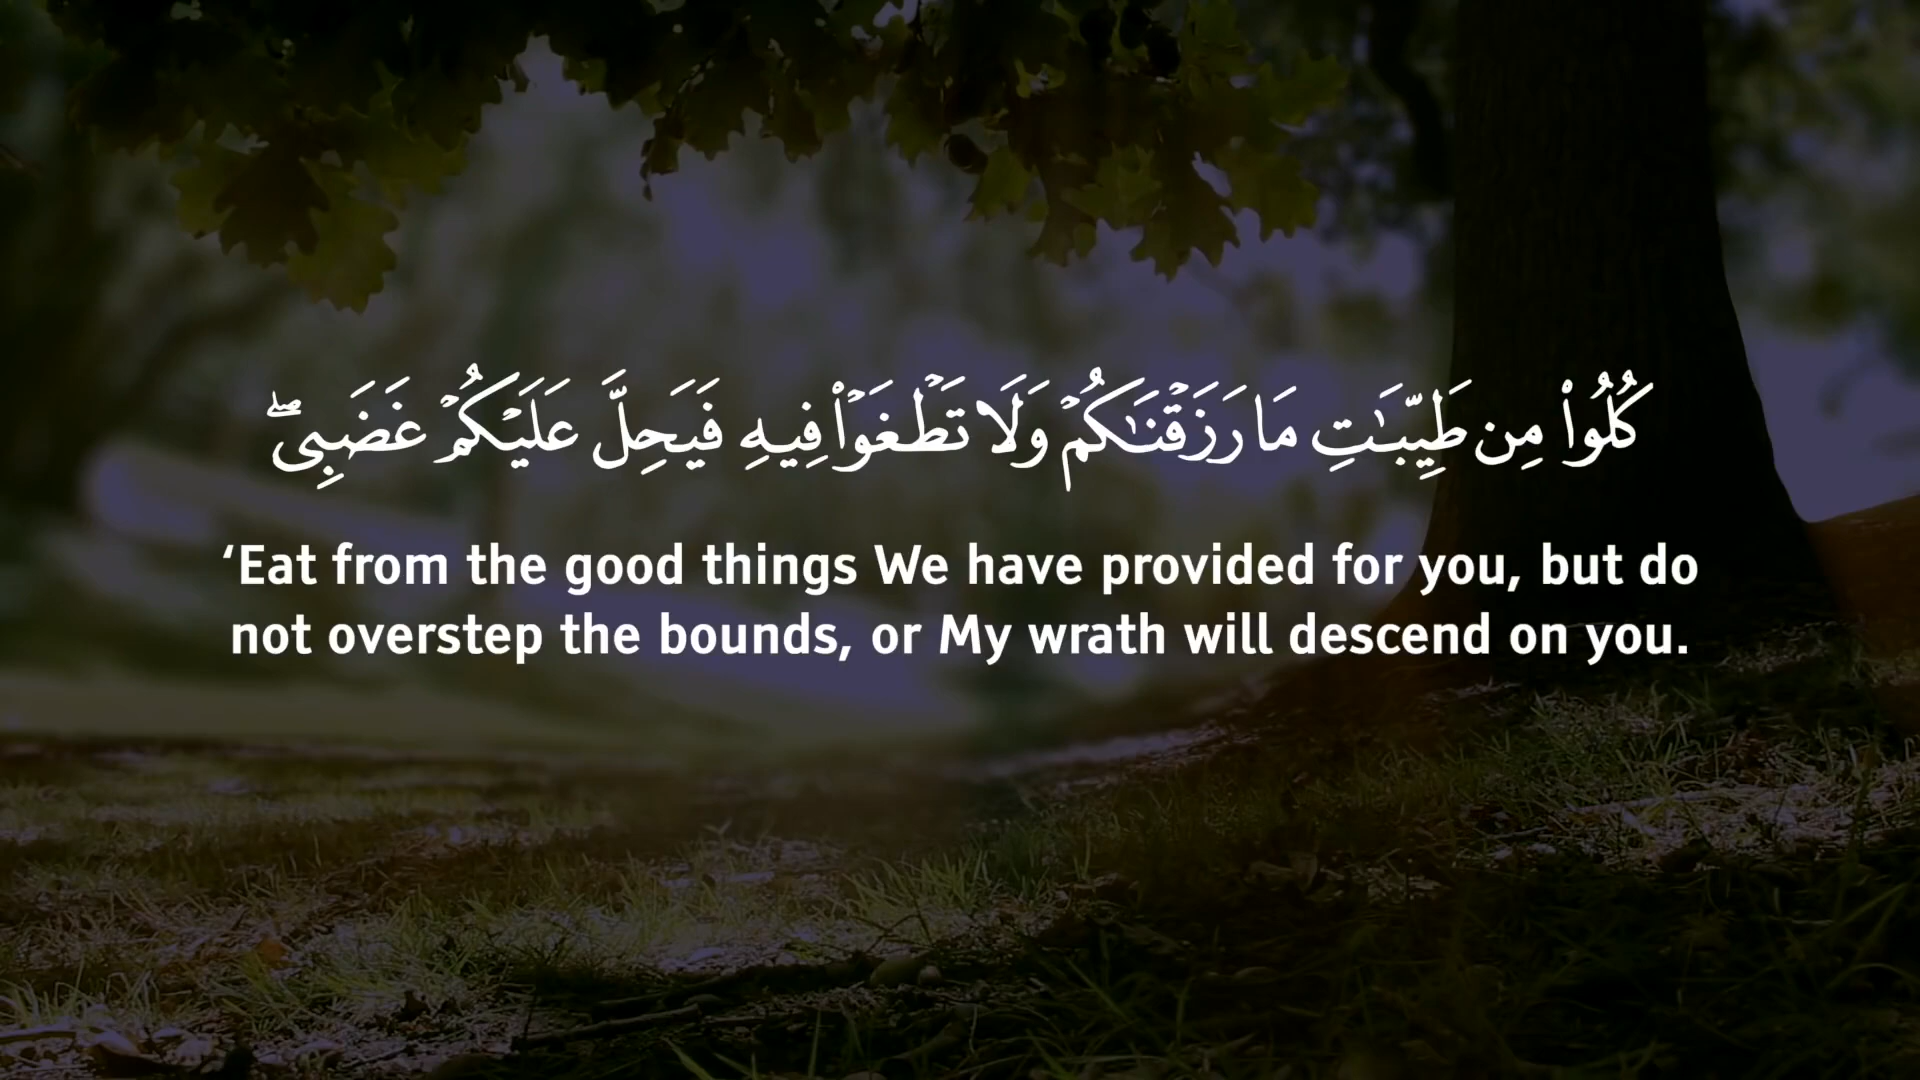 كُلُوا۟ مِن طَيِّبَـٰتِ مَا رَزَقْنَـٰكُمْ وَلَا تَطْغَوْا۟ فِيهِ فَيَحِلَّ عَلَيْكُمْ غَضَبِى ۖ
‘Eat from the good things We have provided for you, but do
not overstep the bounds, or My wrath will descend on you.